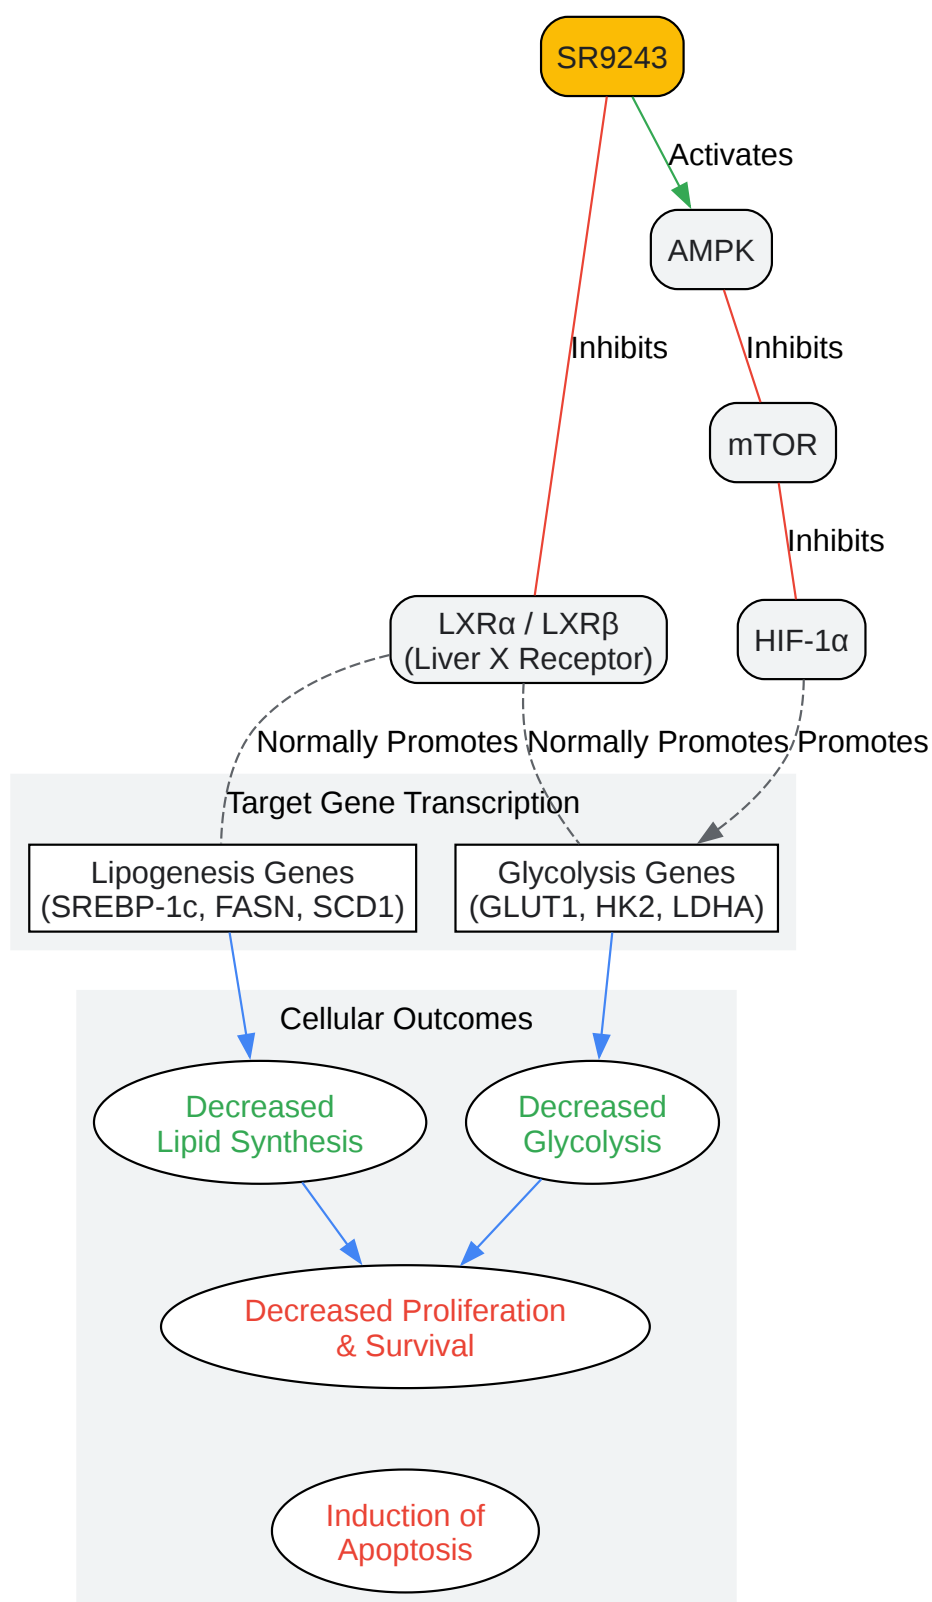 SR9243
Activates
AMPK
Inhibits
Inhibits
mTOR
Inhibits
LXRα / LXRβ
(Liver X Receptor)
HIF-1α
Normally Promotes
Normally Promotes
Promotes
Target Gene Transcription
Lipogenesis Genes
(SREBP-1c, FASN, SCD1)
Glycolysis Genes
(GLUT1, HK2, LDHA)
Cellular Outcomes
Decreased
Lipid Synthesis
Decreased
Glycolysis
Decreased Proliferation
& Survival
Induction of
Apoptosis